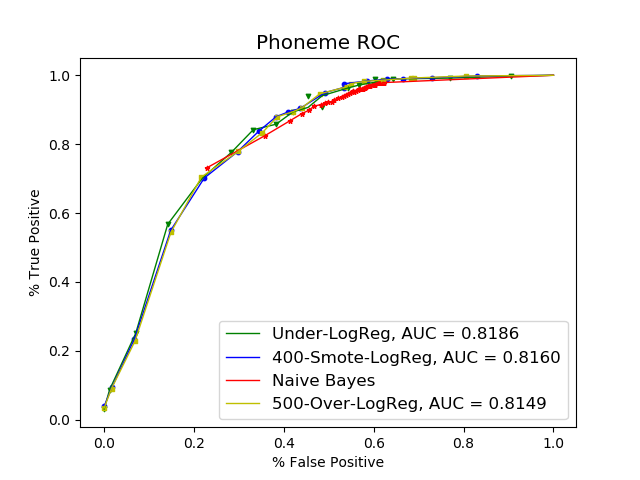 Phoneme ROC
% True Positive
1.0
0.8
0.6
0.4
0.2
0.0
Under-LogReg, AUC = 0.8186
400-Smote-LogReg, AUC = 0.8160
Naive Bayes
500-Over-LogReg, AUC = 0.8149
0.0 0.2 0.4 0.6 0.8 1.0
% False Positive